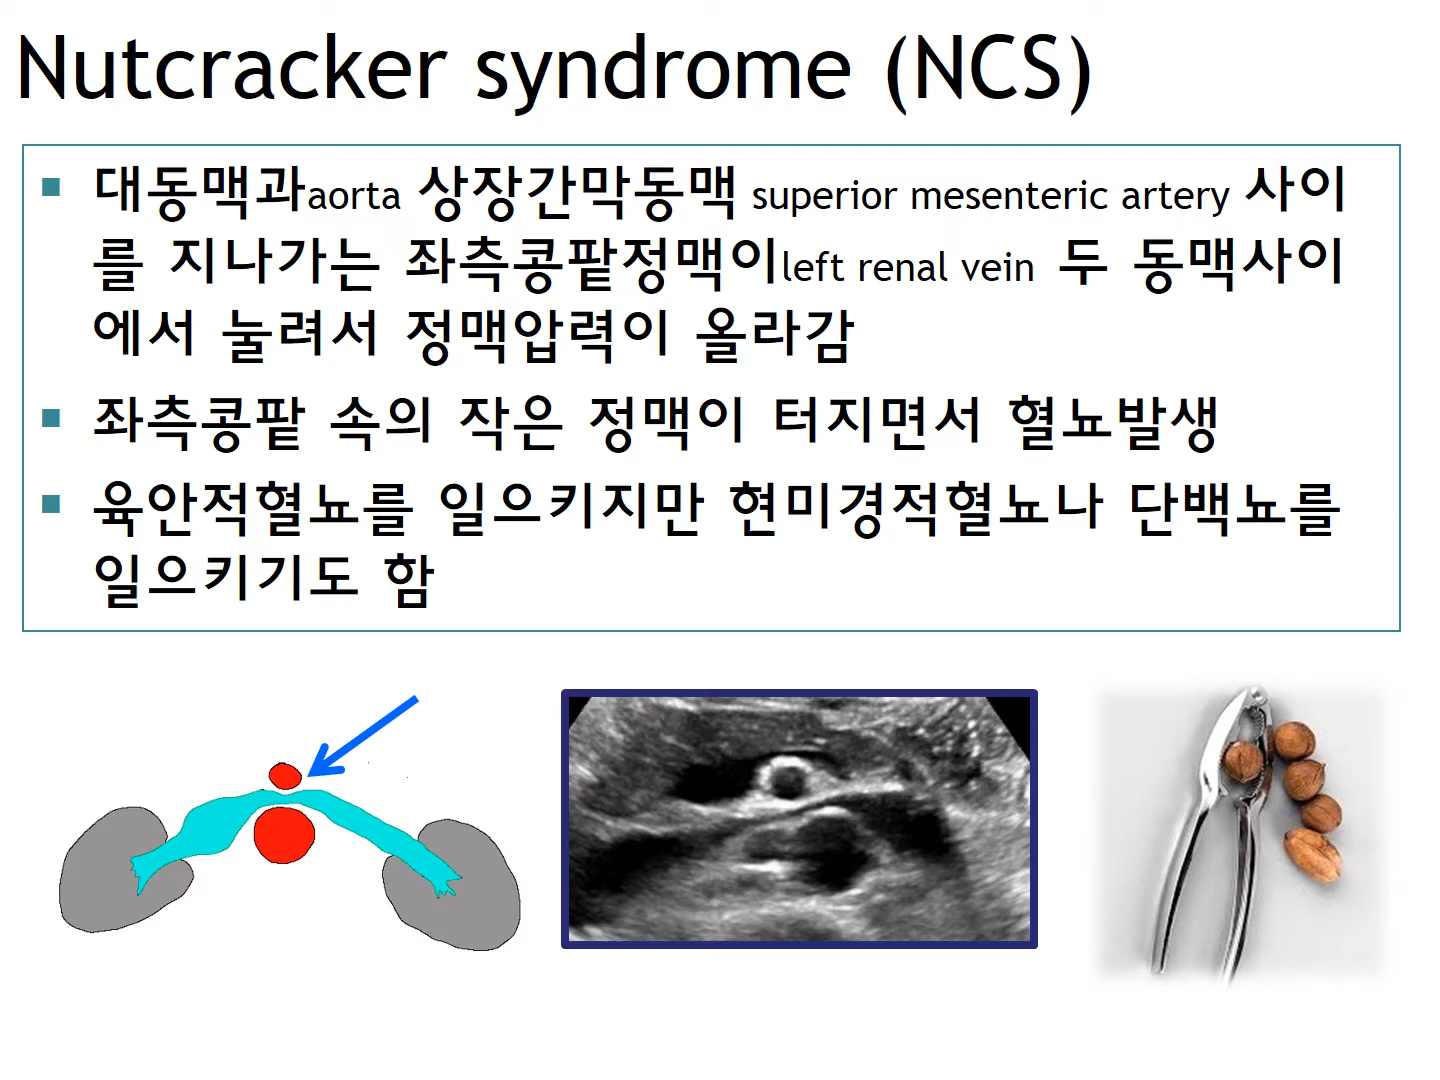 Nutcracker syndrome (NCS)
▪ 대동맥과aorta 상장간막동맥 superior mesenteric artery 사이
를 지나가는 좌측콩팥정맥이left renal vein 두 동맥사이
에서 눌려서 정맥압력이 올라감
▪ 좌측콩팥 속의 작은 정맥이 터지면서 혈뇨발생
▪ 육안적혈뇨를 일으키지만 현미경적혈뇨나 단백뇨를
일으키기도 함